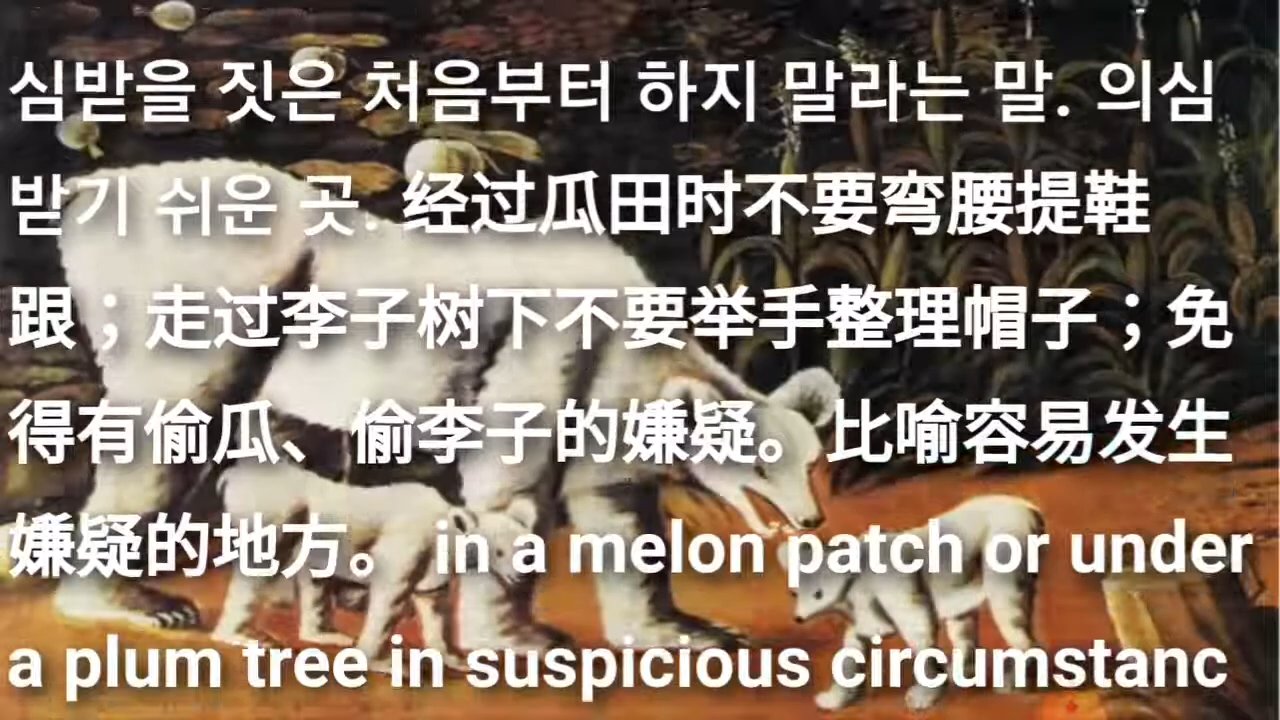 심받을 짓은 처음부터 하지 말라는 말. 의심
받기 쉬운 곳. 经过瓜田时不要弯腰提鞋
跟；走过李子树下不要举手整理帽子；免
得有偷瓜、偷李子的嫌疑。比喻容易发生
嫌疑的地方。 in a melon patch or under
a plum tree in suspicious circumstanc